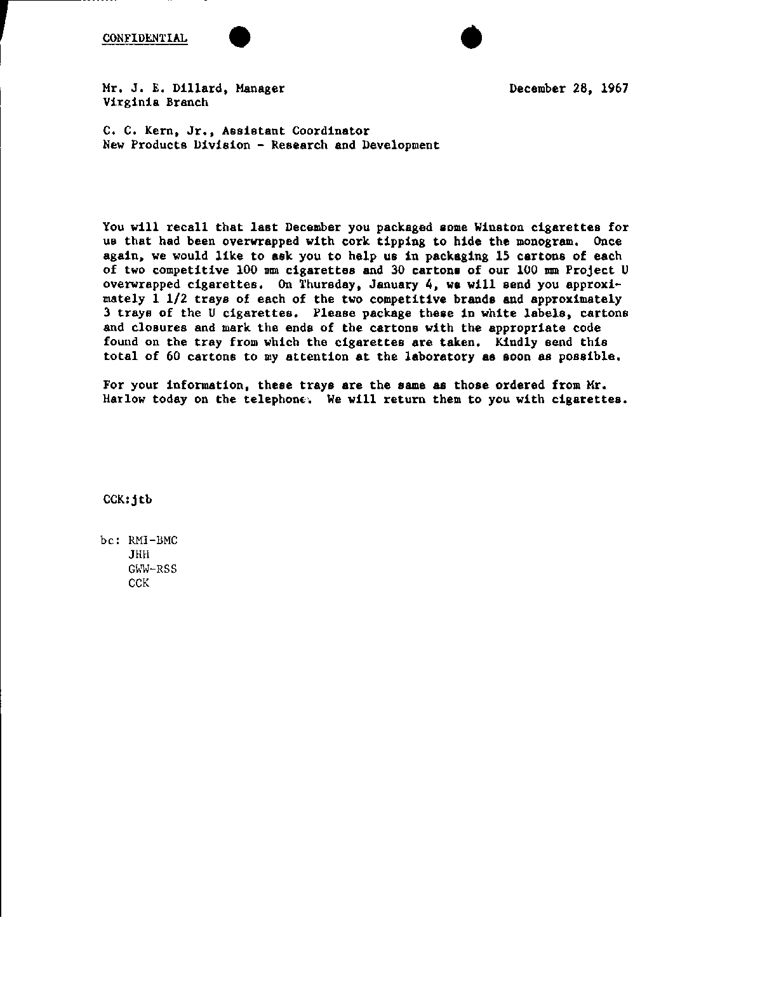 CONFIDENTIAL
Mr. J. E. Dillard, Manager December 28, 1967
Virginia Branch
C. C. Kern, Jr., Assistant Coordinator
New Products Division - Research and Development
You will recall that last December you packaged some Winston cigarettes for
us that had been overwrapped with cork tipping to hide the monogram. Once
again, we would like to ask you to help us in packaging 15 cartons of each
of two competitive 100 mm cigarettes and 30 cartons of our 100 mm Project U
overwrapped cigarettes. On Thursday, January 4, we will send you approxi-
mately 1 1/2 trays of each of the two competitive brands and approximately
3 trays of the U cigarettes. Please package these in white labels, cartons
and closures and mark the ends of the cartons with the appropriate code
found on the tray from which the cigarettes are taken. Kindly send this
total of 60 cartons to my attention at the laboratory as soon as possible.
For your information, these trays are the same as those ordered from Mr.
Harlow today on the telephone. We will return them to you with cigarettes.
CCK:jtb
bc: RMI-BMC
JHH
GWW-RSS
CCK